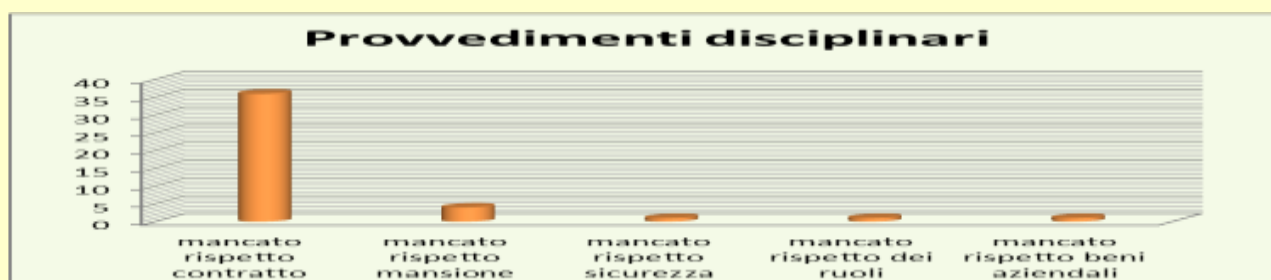 Provvedimenti disciplinari
40
35
30
25
20
15
10
5
0
mancato rispetto contratto
mancato rispetto mansione
mancato rispetto sicurezza
mancato rispetto dei ruoli
mancato rispetto beni aziendali